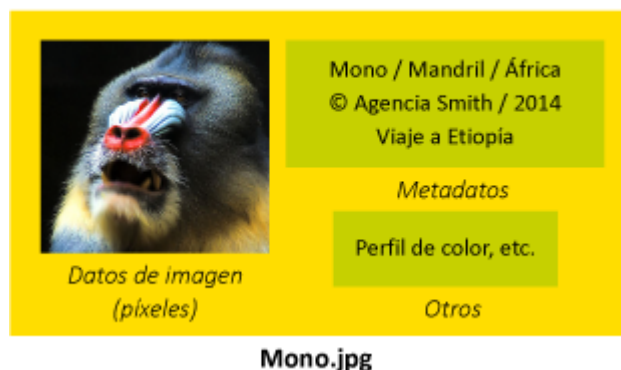 Mono / Mandril / África
© Agencia Smith / 2014
Viaje a Etiopía
Metadatos
Perfil de color, etc.
Otros
Datos de imagen
(píxeles)
Mono.jpg